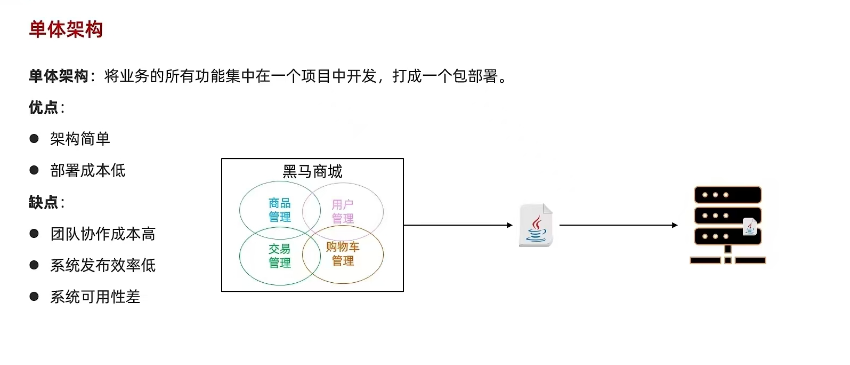 单体架构
单体架构：将业务的所有功能集中在一个项目中开发，打成一个包部署。
优点：
● 架构简单
● 部署成本低
缺点：
● 团队协作成本高
● 系统发布效率低
● 系统可用性差
黑马商城
商品
管理
用户
管理
交易
管理
购物车
管理